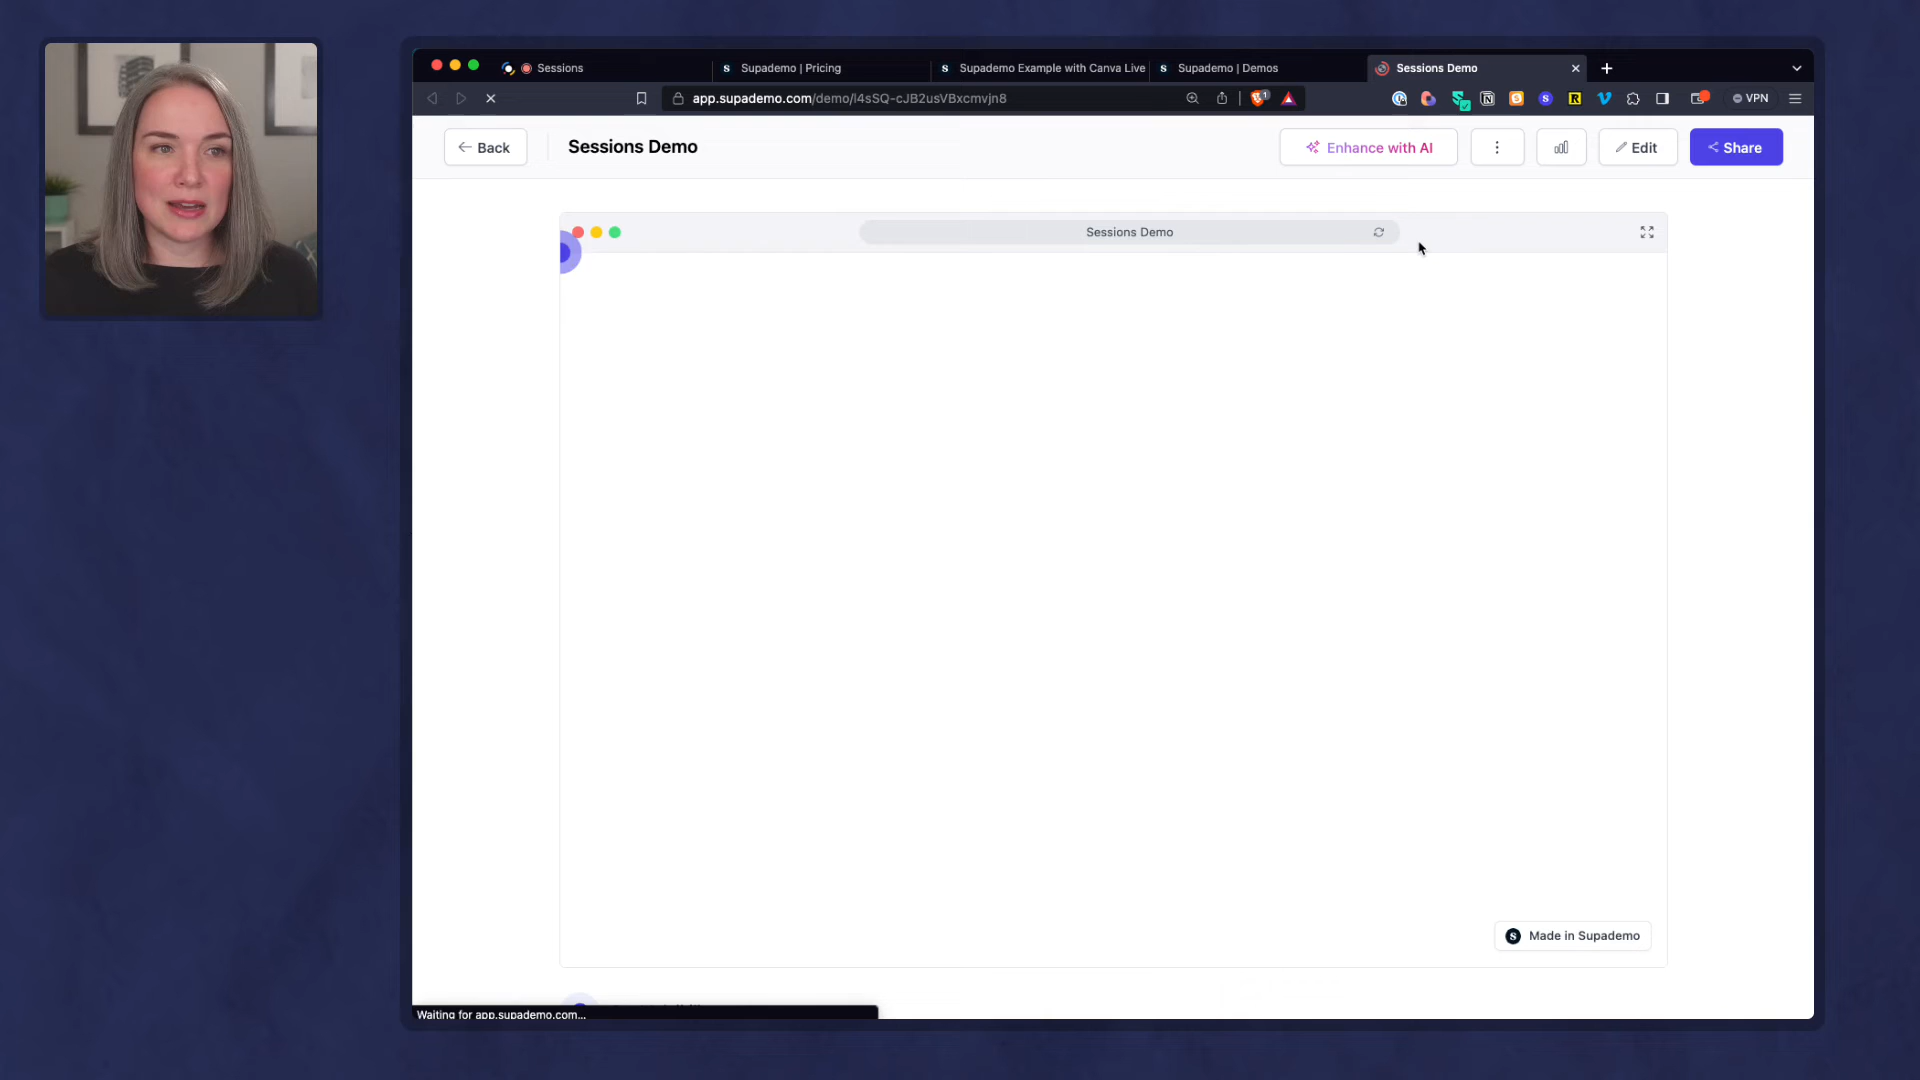 Sessions
Supademo | Pricing
Supademo Example with Canva Live
Supademo | Demos
Sessions Demo
app.supademo.com/demo/l4sSQ-cJB2usVBxcmvjn8
1
VPN
Back
Sessions Demo
Enhance with AI
Edit
Share
Sessions Demo
Made in Supademo
Waiting for app.supademo.com...